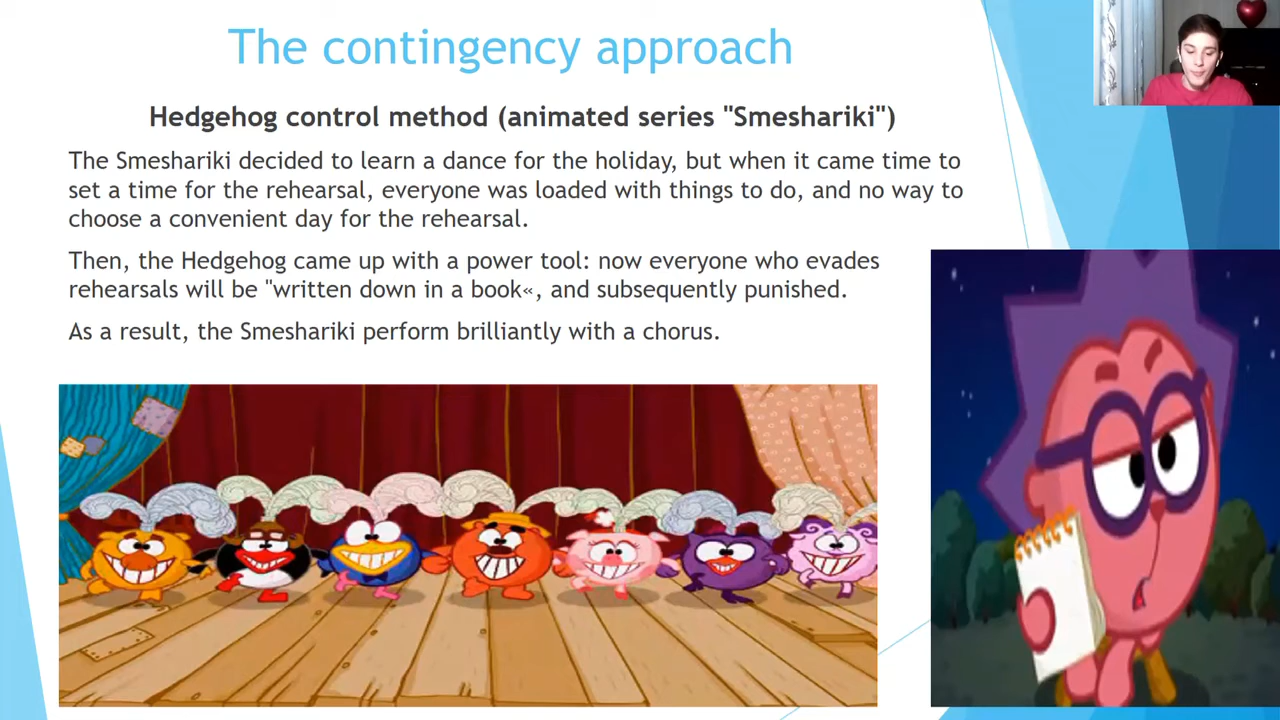 The contingency approach
Hedgehog control method (animated series "Smeshariki")
The Smeshariki decided to learn a dance for the holiday, but when it came time to
set a time for the rehearsal, everyone was loaded with things to do, and no way to
choose a convenient day for the rehearsal.
Then, the Hedgehog came up with a power tool: now everyone who evades
rehearsals will be "written down in a book«, and subsequently punished.
As a result, the Smeshariki perform brilliantly with a chorus.